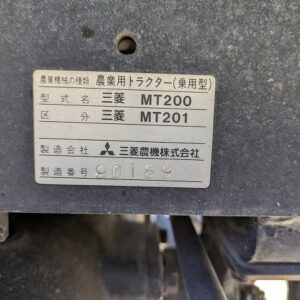 農業機械の種類 農業用トラクター(乗用型)
型式名 三菱 MT200
区分 三菱 MT201
製造会社 三菱農機株式会社
製造番号 90189